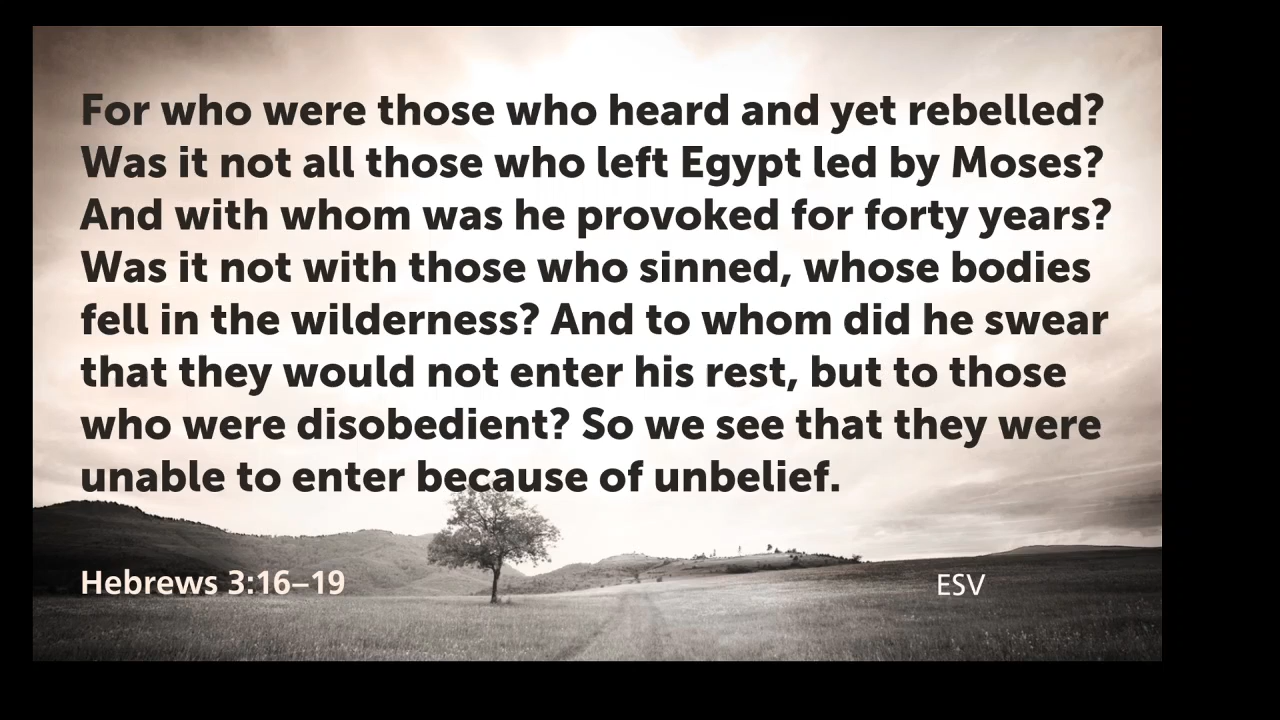 For who were those who heard and yet rebelled?
Was it not all those who left Egypt led by Moses?
And with whom was he provoked for forty years?
Was it not with those who sinned, whose bodies
fell in the wilderness? And to whom did he swear
that they would not enter his rest, but to those
who were disobedient? So we see that they were
unable to enter because of unbelief.
Hebrews 3:16–19
ESV